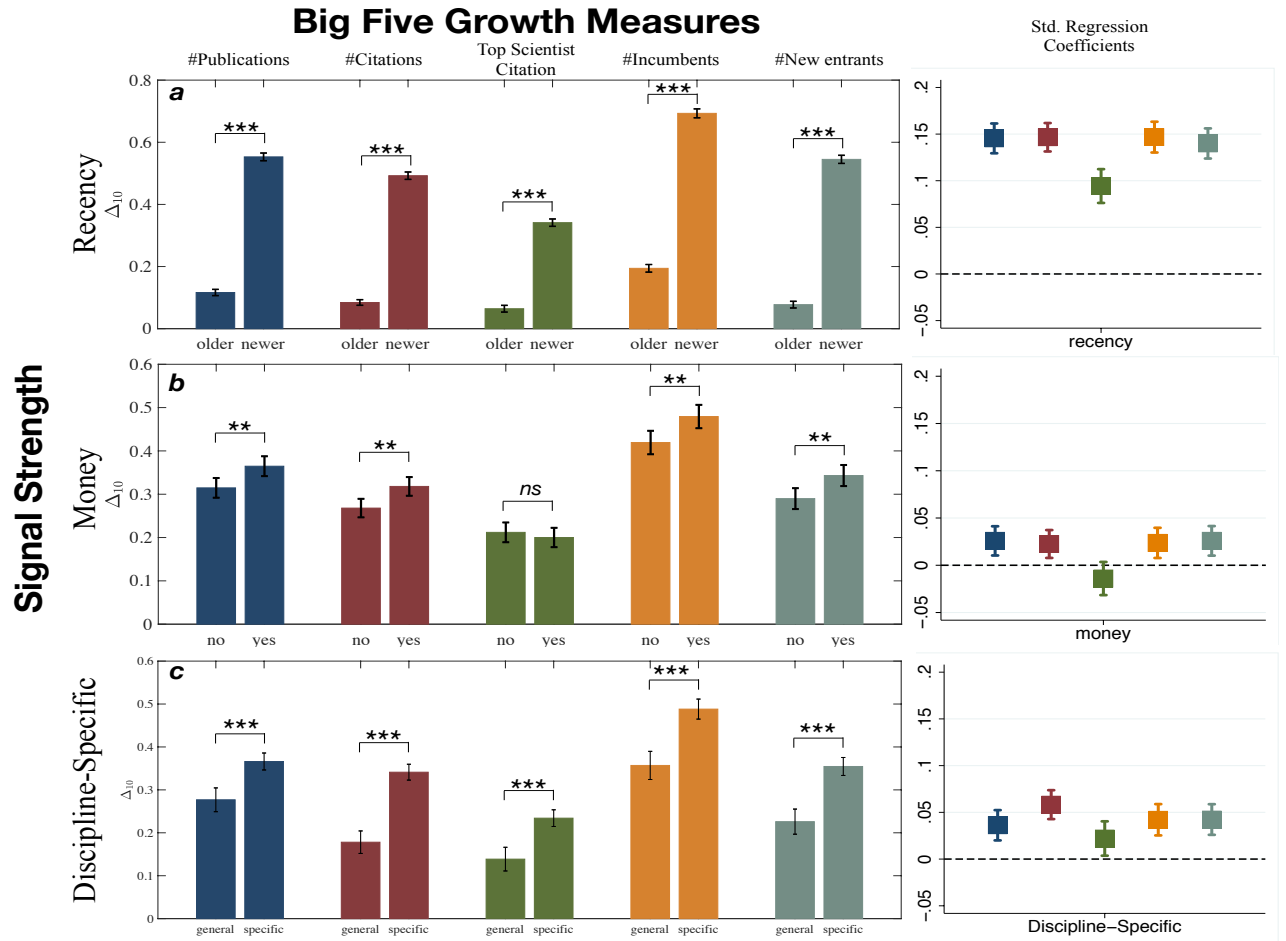 Big Five Growth Measures
Std. Regression
Coefficients
#Publications
#Citations
Top Scientist
Citation
#Incumbents
#New entrants
Signal Strength
Recency
Δ10
a
0.8
0.6
0.4
0.2
0
***
***
***
***
***
older newer
older newer
older newer
older newer
older newer
.2
.15
.1
.05
0
-.05
recency
Money
Δ10
b
0.6
0.5
0.4
0.3
0.2
0.1
0
**
**
ns
**
**
no yes
no yes
no yes
no yes
no yes
.2
.15
.1
.05
0
-.05
money
Discipline-Specific
Δ10
c
0.6
0.5
0.4
0.3
0.2
0.1
0
***
***
***
***
***
general specific
general specific
general specific
general specific
general specific
.2
.15
.1
.05
0
-.05
Discipline−Specific